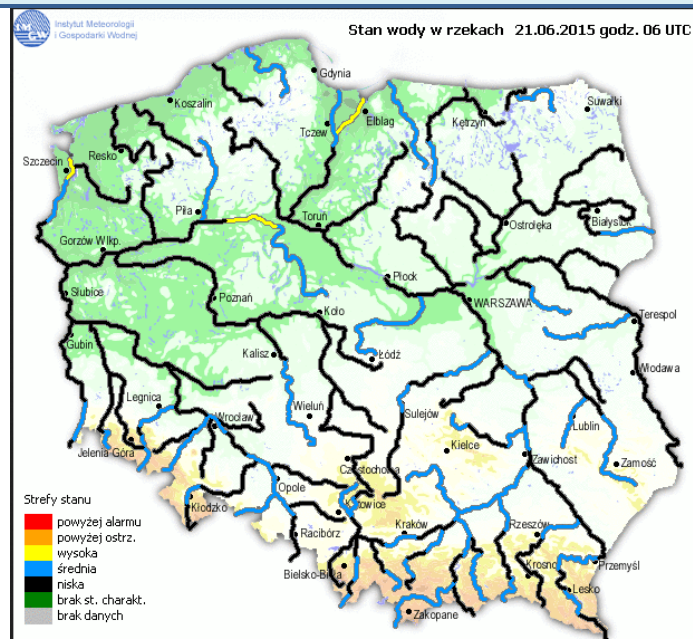 Instytut Meteorologii
i Gospodarki Wodnej
Stan wody w rzekach 21.06.2015 godz. 06 UTC
Gdynia
Koszalin
Suwałki
Tczew
Elbląg
Kętrzyn
Resko
Szczecin
Piła
Toruń
Ostrołęka
Białystok
Gorzów Wlkp.
Płock
Słubice
Poznań
WARSZAWA
Koło
Terespol
Gubin
Kalisz
Łódź
Włodawa
Legnica
Wieluń
Sulejów
Wrocław
Lublin
Jelenia Góra
Kielce
Zawichost
Zamość
Częstochowa
Opole
Kłodzko
Katowice
Racibórz
Kraków
Rzeszów
Bielsko-Biała
Krosno
Przemyśl
Lesko
Zakopane
Strefy stanu
powyżej alarmu
powyżej ostrz.
wysoka
średnia
niska
brak st. charakt.
brak danych